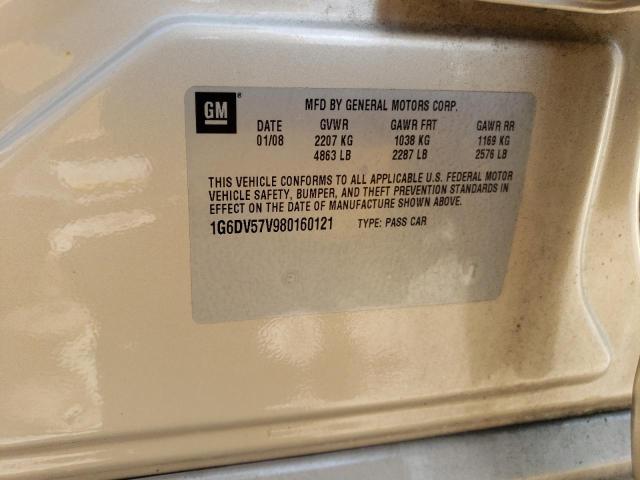 GM ® MFD BY GENERAL MOTORS CORP.
DATE GVWR GAWR FRT GAWR RR
01/08 2207 KG 1038 KG 1169 KG
4863 LB 2287 LB 2576 LB
THIS VEHICLE CONFORMS TO ALL APPLICABLE U.S. FEDERAL MOTOR
VEHICLE SAFETY, BUMPER, AND THEFT PREVENTION STANDARDS IN
EFFECT ON THE DATE OF MANUFACTURE SHOWN ABOVE.
1G6DV57V980160121 TYPE: PASS CAR